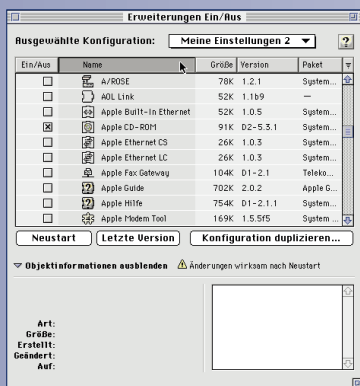 Erweiterungen Ein/Aus
Ausgewählte Konfiguration: Meine Einstellungen 2
Ein/Aus Name Größe Version Paket
A/ROSE 78K 1.2.1 System...
AOL Link 52K 1.1b9 —
Apple Built-In Ethernet 52K 1.0.5 System...
Apple CD-ROM 91K D2-5.3.1 System...
Apple Ethernet CS 26K 1.0.3 System...
Apple Ethernet LC 26K 1.0.3 System...
Apple Fax Gateway 104K D1-2.1 Teleko...
Apple Guide 702K 2.0.2 Apple G...
Apple Hilfe 754K D1-2.1.1 System...
Apple Modem Tool 169K 1.5.5f5 System ...
Neustart Letzte Version Konfiguration duplizieren...
Objektinformationen ausblenden Änderungen wirksam nach Neustart
Art:
Größe:
Erstellt:
Geändert:
Auf: